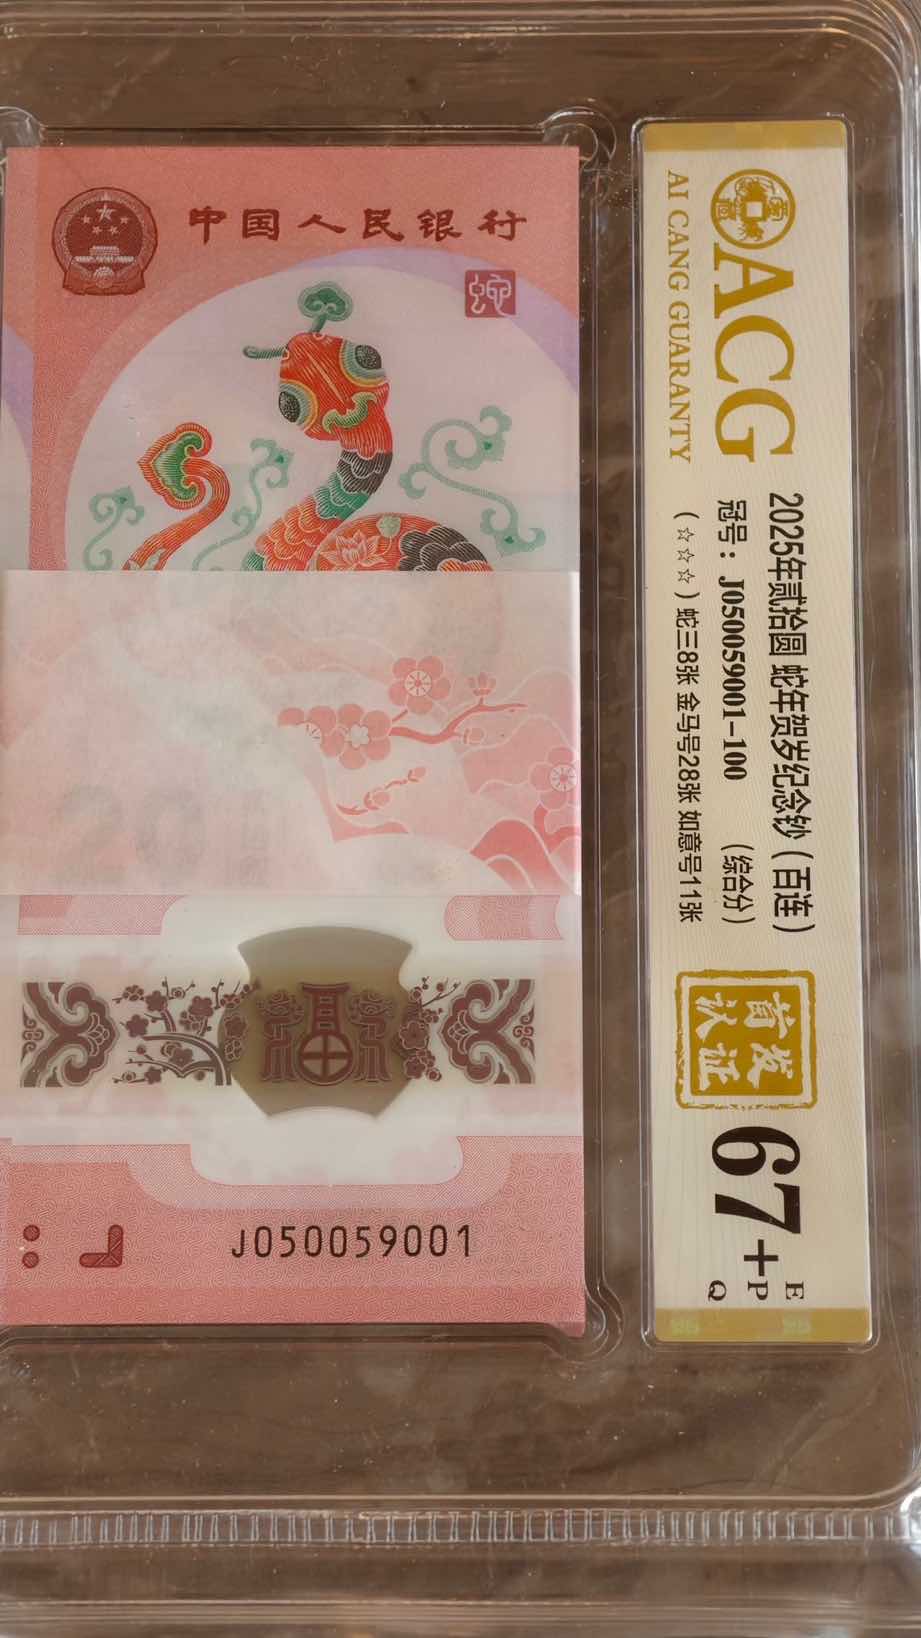 中国人民银行
蛇
20
福
J050059001
ACG
AI CANG GUARANTY
2025年贰拾圆 蛇年贺岁纪念钞（百连）
冠号：J050059001-100 （综合分）
（☆☆☆）蛇三8张 金马号28张 如意号11张
首发
认证
67+
E
P
Q